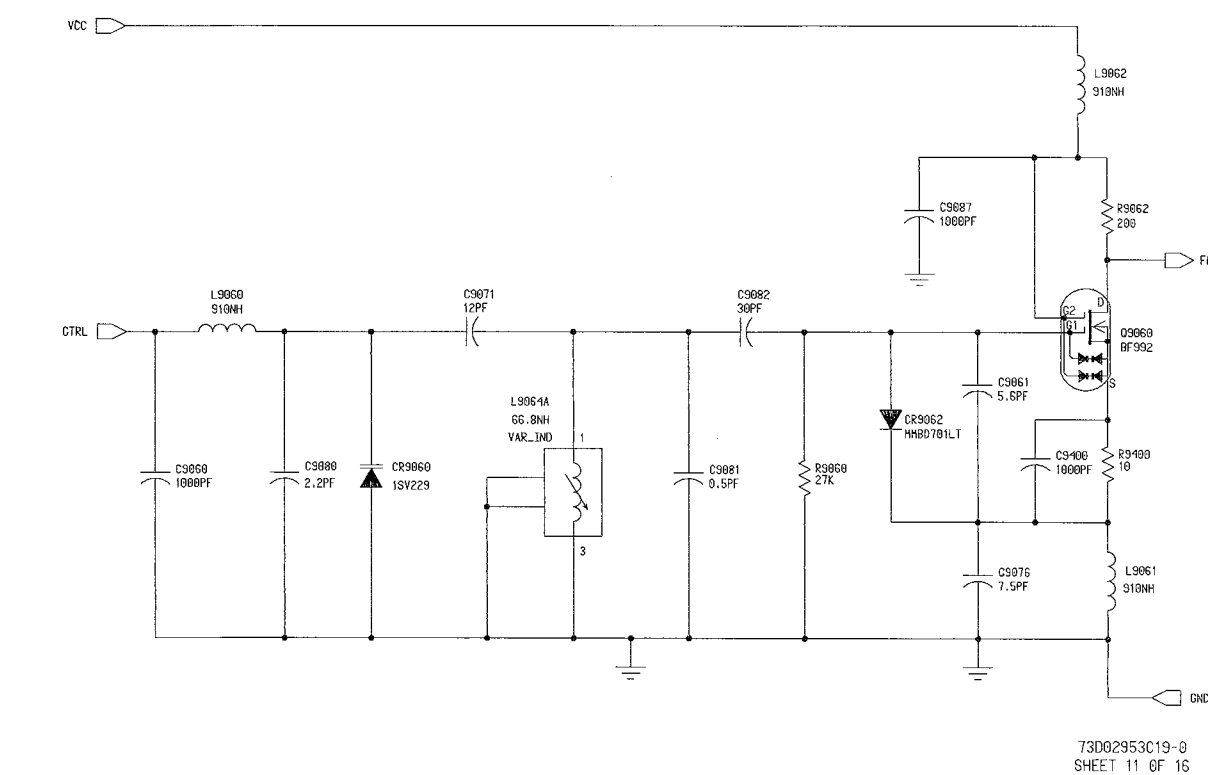 VCC
L9062
910NH
C9087
1000PF
R9062
200
L9060
910NH
C9071
12PF
C9082
30PF
CTRL
G2
D
G1
Q9060
BF992
S
L9064A
66.8NH
VAR_IND
1
3
C9060
1000PF
C9080
2.2PF
CR9060
1SV229
C9081
0.5PF
R9060
27K
CR9062
MMBD701LT
C9061
5.6PF
C9400
1000PF
R9400
10
C9076
7.5PF
L9061
910NH
GND
73D02953C19-0
SHEET 11 OF 16